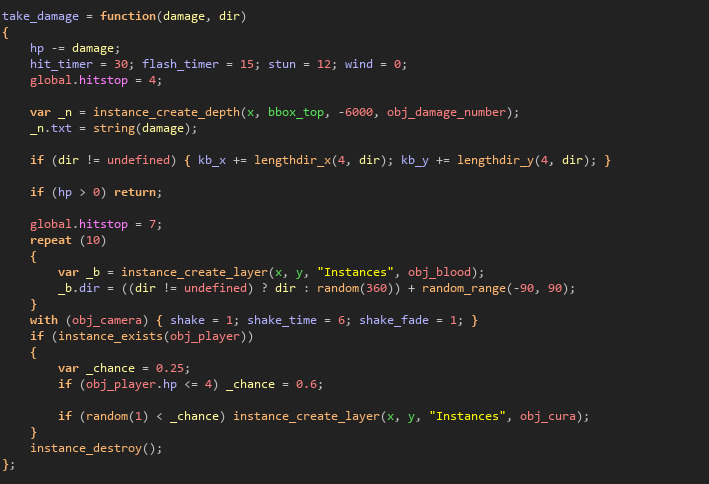 take_damage = function(damage, dir)
{
    hp -= damage;
    hit_timer = 30; flash_timer = 15; stun = 12; wind = 0;
    global.hitstop = 4;

    var _n = instance_create_depth(x, bbox_top, -6000, obj_damage_number);
    _n.txt = string(damage);

    if (dir != undefined) { kb_x += lengthdir_x(4, dir); kb_y += lengthdir_y(4, dir); }

    if (hp > 0) return;

    global.hitstop = 7;
    repeat (10)
    {
        var _b = instance_create_layer(x, y, "Instances", obj_blood);
        _b.dir = ((dir != undefined) ? dir : random(360)) + random_range(-90, 90);
    }
    with (obj_camera) { shake = 1; shake_time = 6; shake_fade = 1; }
    if (instance_exists(obj_player))
    {
        var _chance = 0.25;
        if (obj_player.hp <= 4) _chance = 0.6;

        if (random(1) < _chance) instance_create_layer(x, y, "Instances", obj_cura);
    }
    instance_destroy();
};